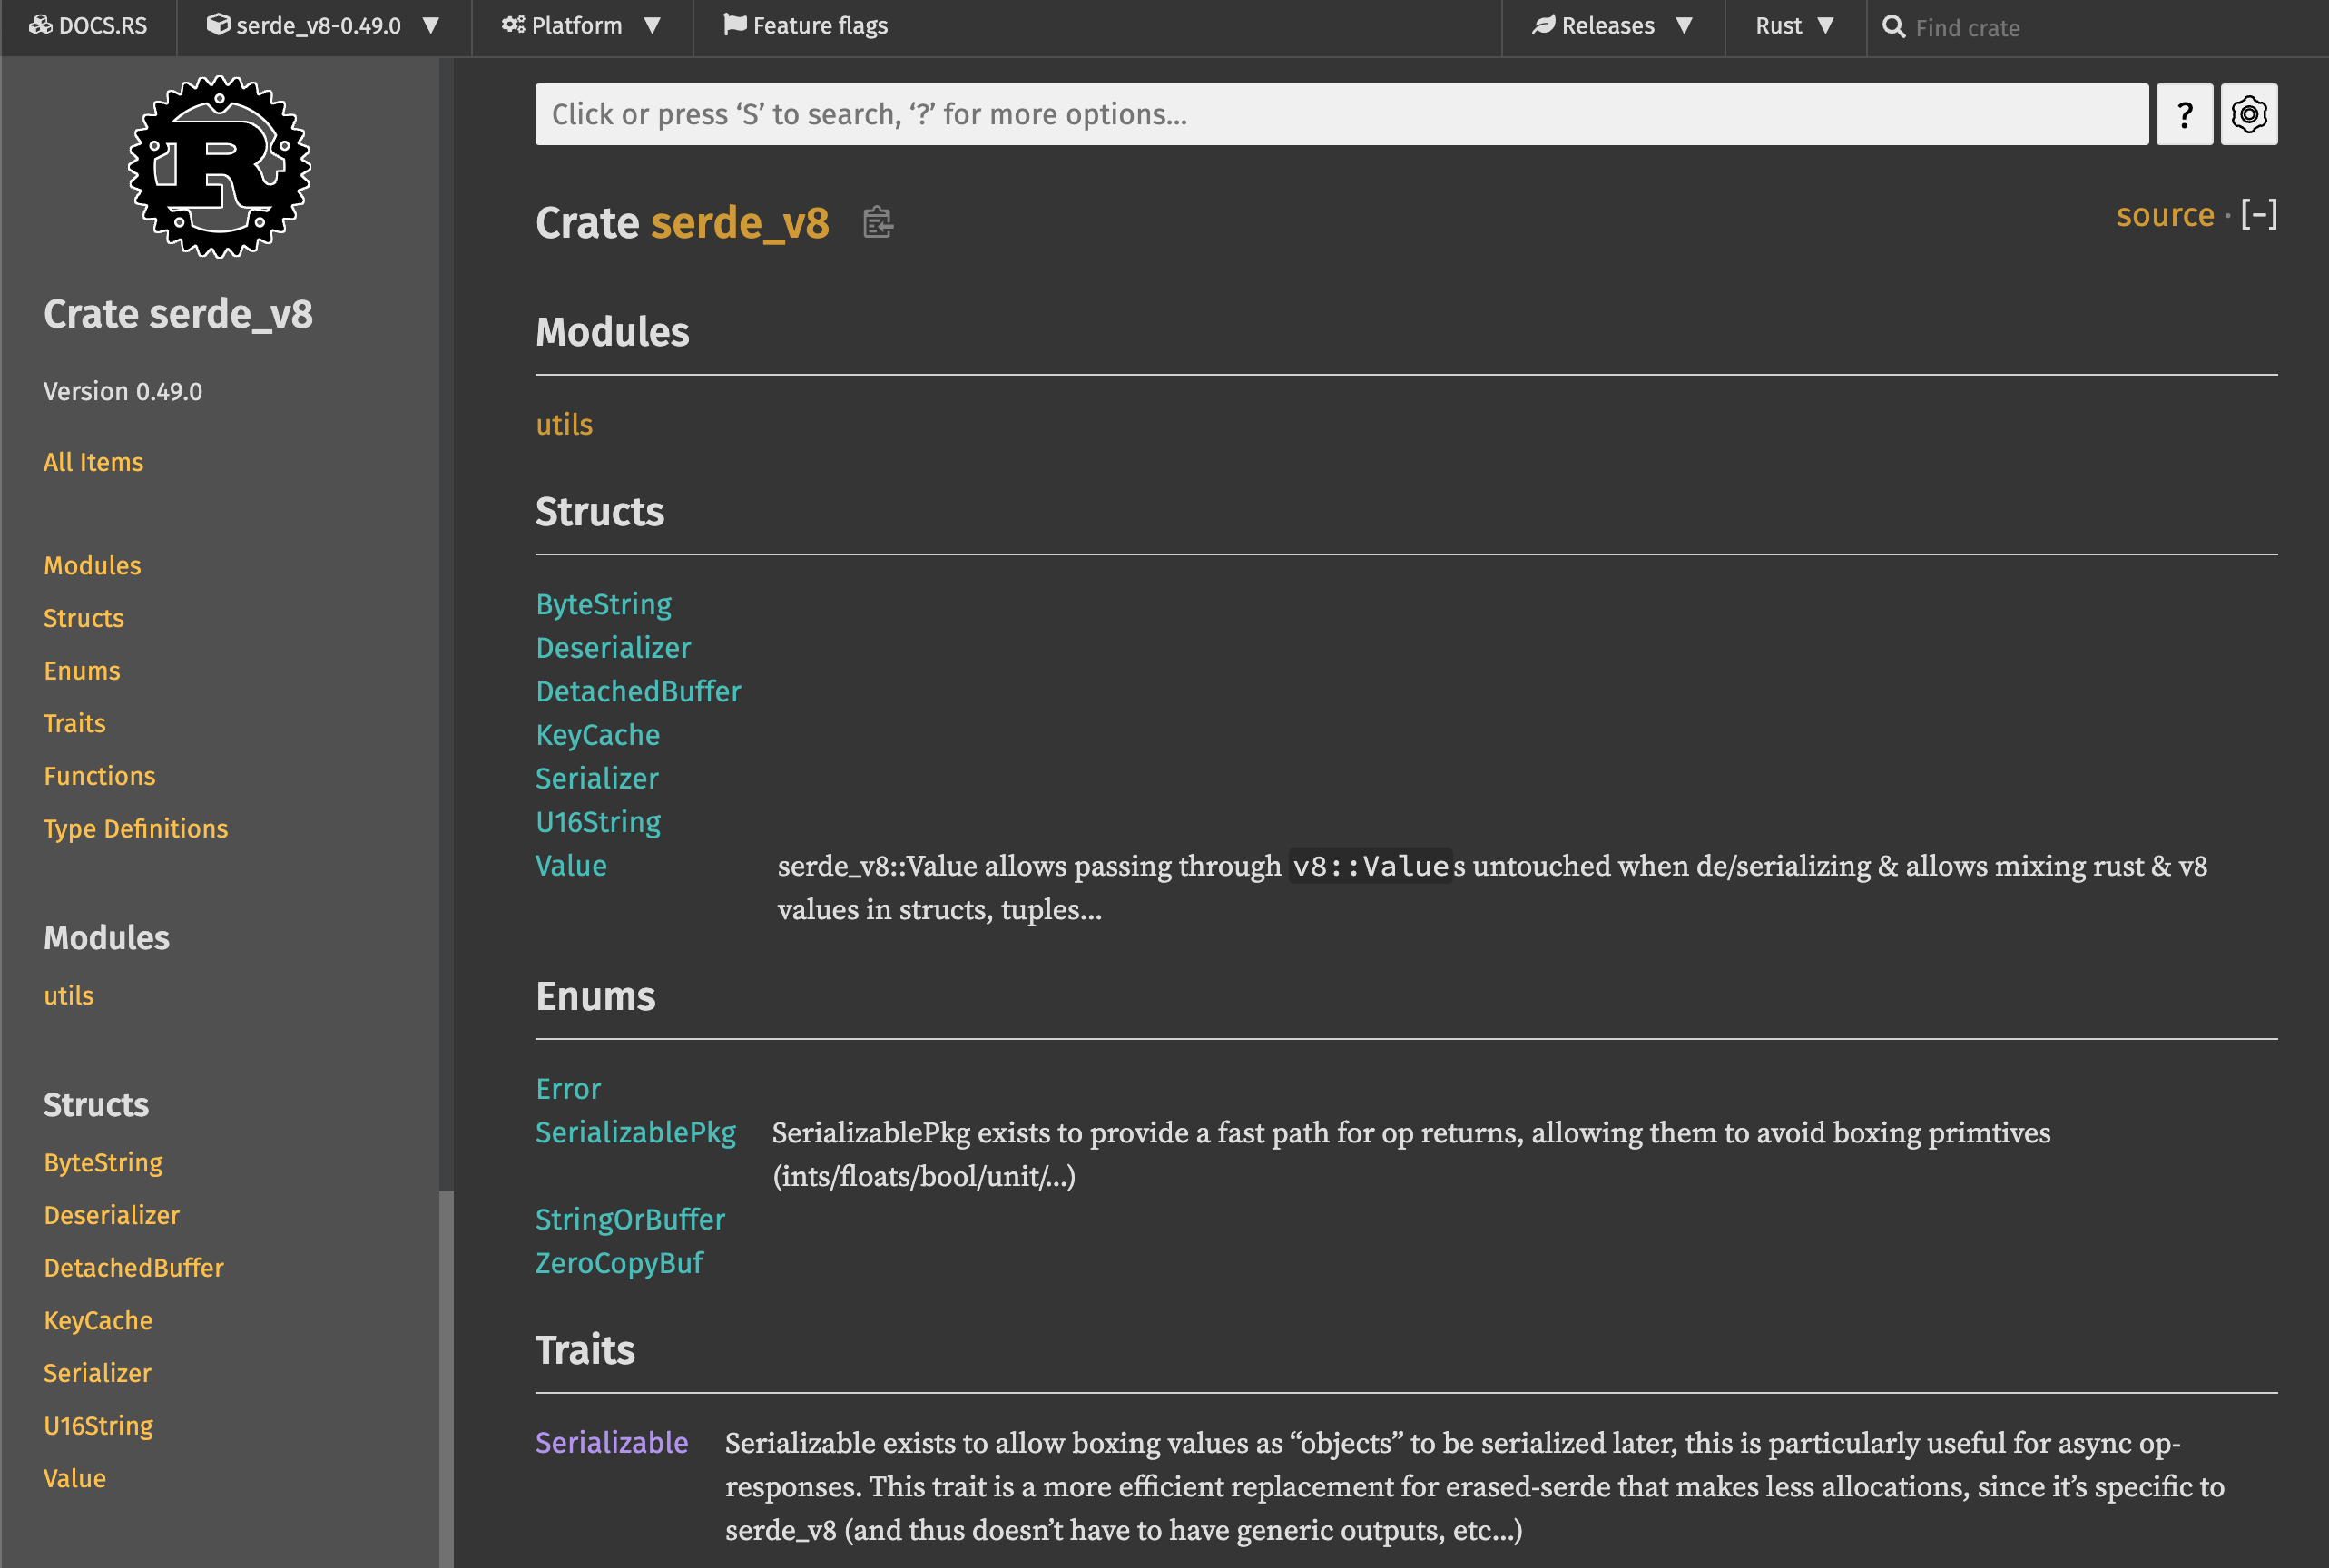 DOCS.RS serde_v8-0.49.0 ▼ Platform ▼ Feature flags Releases ▼ Rust ▼ Find crate
R
Crate serde_v8
Version 0.49.0
All Items
Modules
Structs
Enums
Traits
Functions
Type Definitions
Modules
utils
Structs
ByteString
Deserializer
DetachedBuffer
KeyCache
Serializer
U16String
Value
Click or press ‘S’ to search, ‘?’ for more options… ?
Crate serde_v8 source · [−]
Modules
utils
Structs
ByteString
Deserializer
DetachedBuffer
KeyCache
Serializer
U16String
Value serde_v8::Value allows passing through v8::Values untouched when de/serializing & allows mixing rust & v8
values in structs, tuples…
Enums
Error
SerializablePkg SerializablePkg exists to provide a fast path for op returns, allowing them to avoid boxing primtives
(ints/floats/bool/unit/…)
StringOrBuffer
ZeroCopyBuf
Traits
Serializable Serializable exists to allow boxing values as “objects” to be serialized later, this is particularly useful for async op-
responses. This trait is a more efficient replacement for erased-serde that makes less allocations, since it’s specific to
serde_v8 (and thus doesn’t have to have generic outputs, etc…)